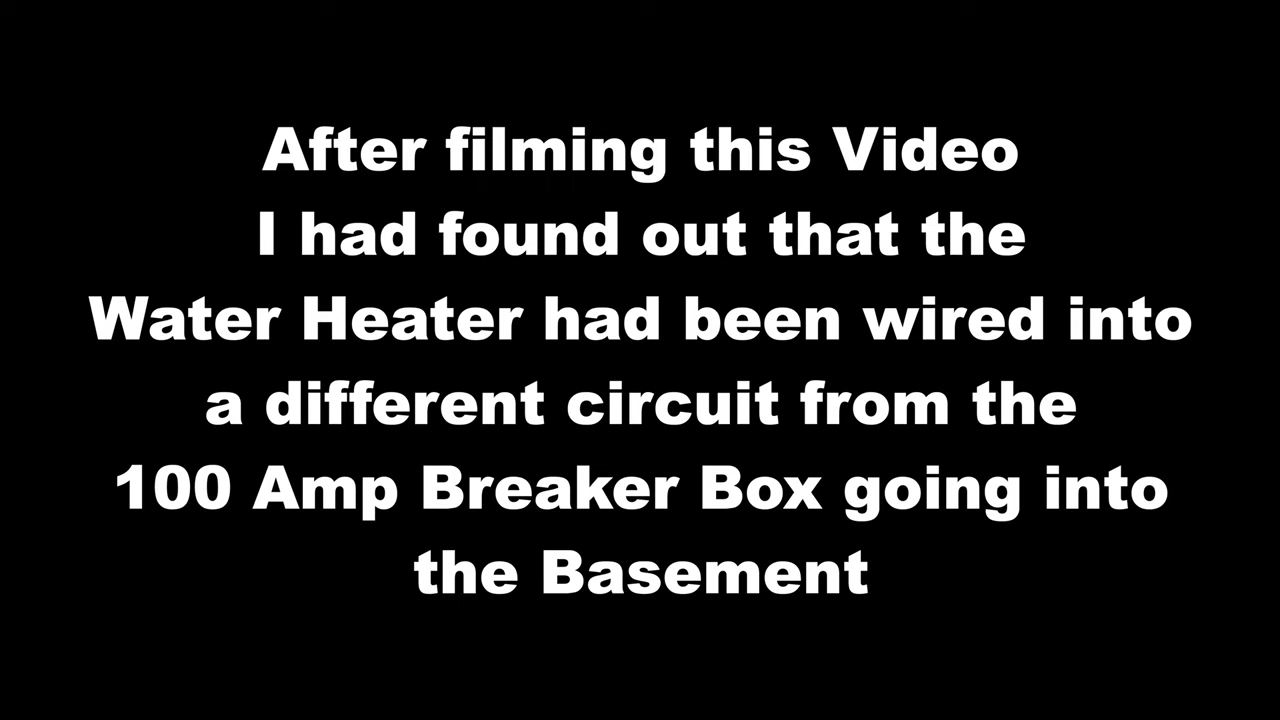 After filming this Video
I had found out that the
Water Heater had been wired into
a different circuit from the
100 Amp Breaker Box going into
the Basement